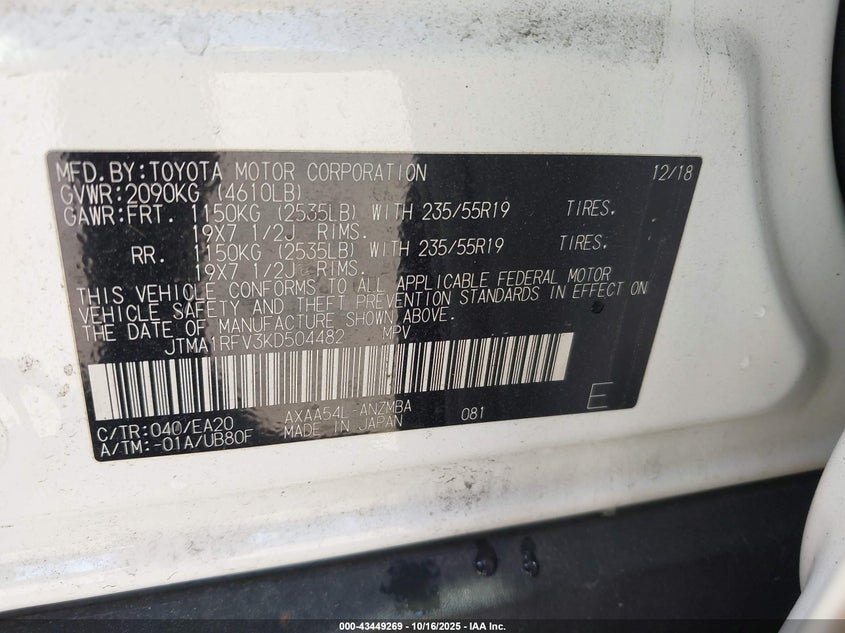 MFD.BY:TOYOTA MOTOR CORPORATION 12/18
GVWR:2090KG (4610LB)
GAWR:FRT. 1150KG (2535LB) WITH 235/55R19 TIRES.
19X7 1/2J RIMS.
RR. 1150KG (2535LB) WITH 235/55R19 TIRES.
19X7 1/2J RIMS.
THIS VEHICLE CONFORMS TO ALL APPLICABLE FEDERAL MOTOR
VEHICLE SAFETY AND THEFT PREVENTION STANDARDS IN EFFECT ON
THE DATE OF MANUFACTURE SHOWN ABOVE.
JTMA1RFV3KD504482 MPV
C/TR:040/EA20 AXAA54L-ANZMBA 081 E
A/TM:-01A/UB80F MADE IN JAPAN
000-43449269 - 10/16/2025 - IAA Inc.